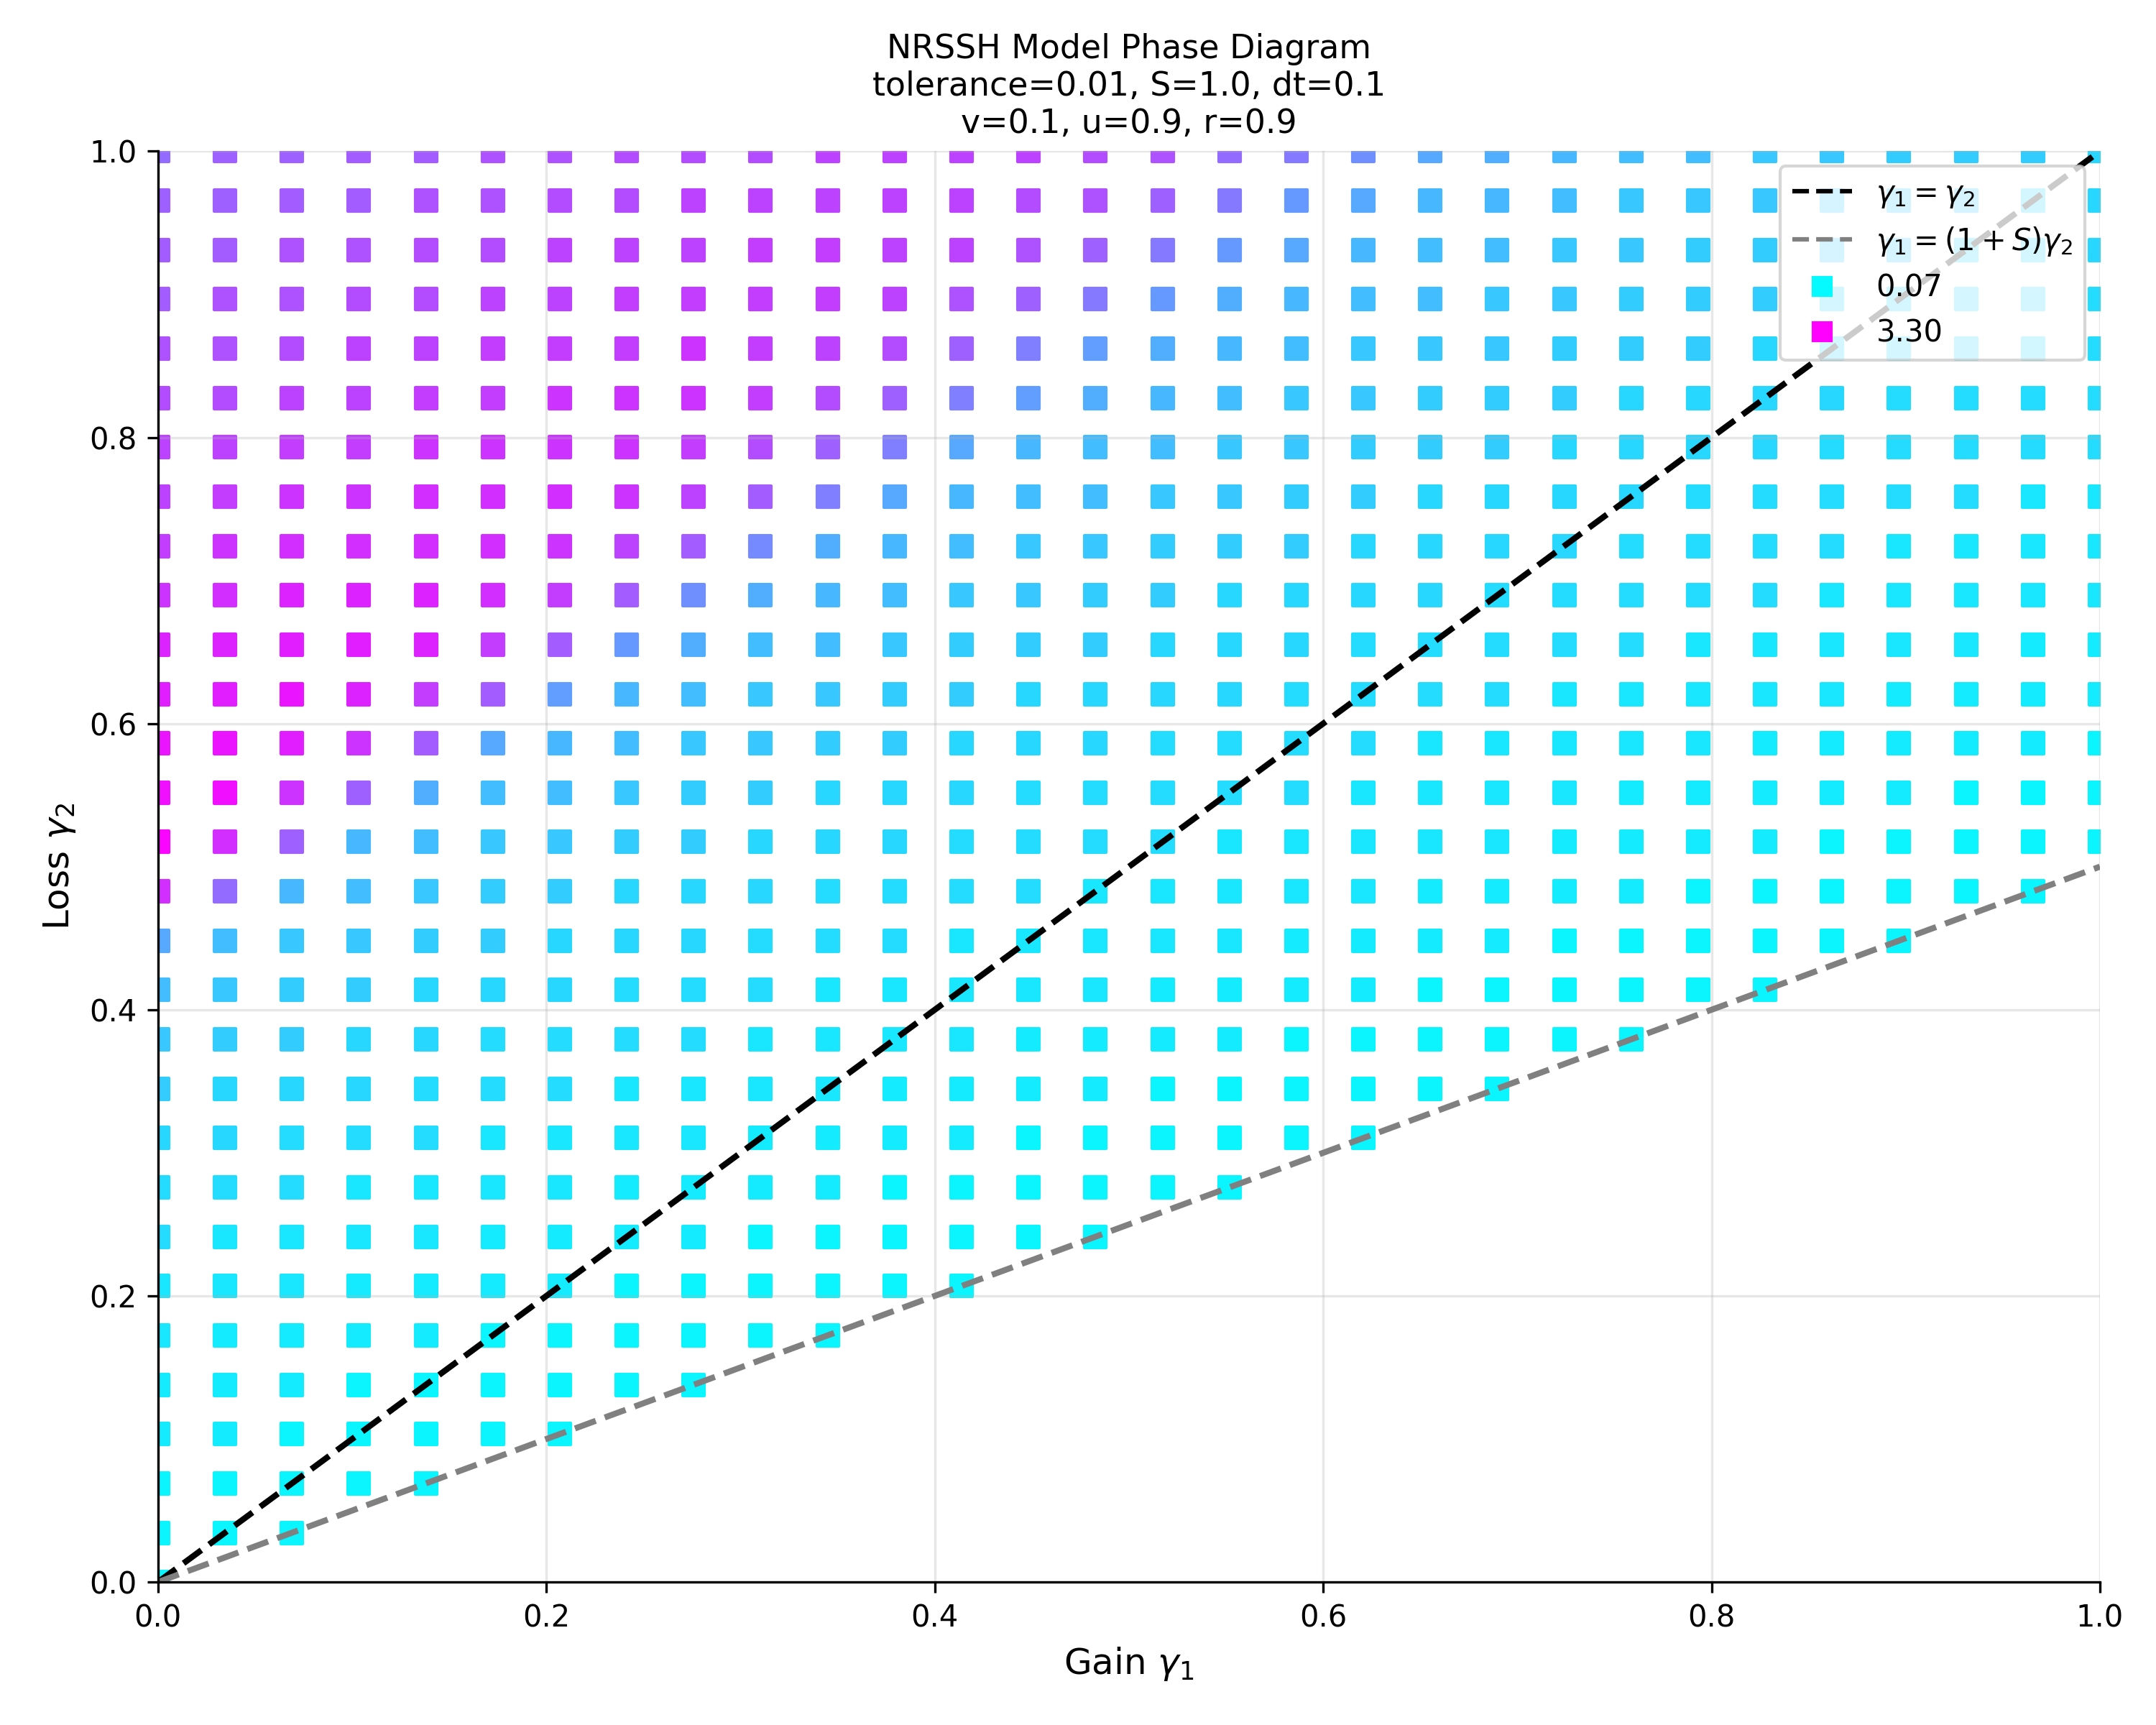 NRSSH Model Phase Diagram
tolerance=0.01, S=1.0, dt=0.1
v=0.1, u=0.9, r=0.9
γ₁ = γ₂
γ₁ = (1 + S)γ₂
0.07
3.30
1.0
0.8
0.6
0.4
0.2
0.0
Loss γ₂
0.0 0.2 0.4 0.6 0.8 1.0
Gain γ₁